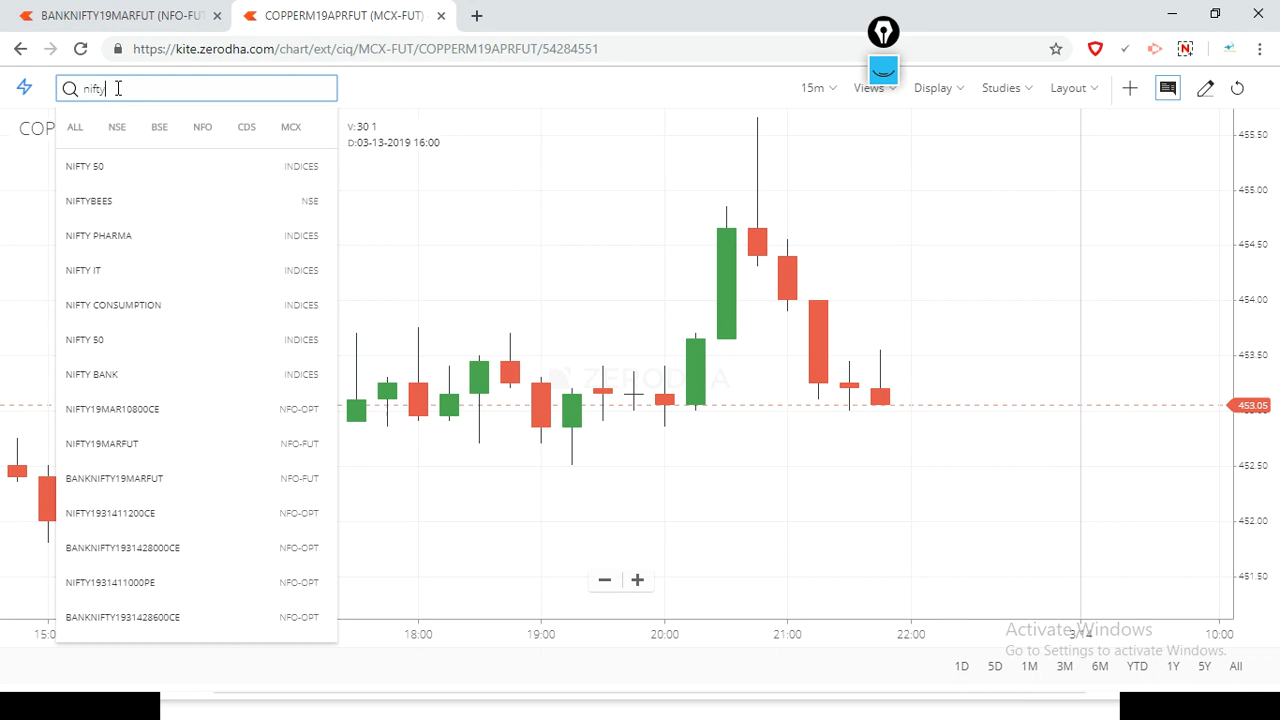 BANKNIFTY19MARFUT (NFO-FUT
COPPERM19APRFUT (MCX-FUT)
https://kite.zerodha.com/chart/ext/ciq/MCX-FUT/COPPERM19APRFUT/54284551
nifty
15m Views Display Studies Layout
COP
V:30 1
D:03-13-2019 16:00
ALL NSE BSE NFO CDS MCX
NIFTY 50 INDICES
NIFTYBEES NSE
NIFTY PHARMA INDICES
NIFTY IT INDICES
NIFTY CONSUMPTION INDICES
NIFTY 50 INDICES
NIFTY BANK INDICES
NIFTY19MAR10800CE NFO-OPT
NIFTY19MARFUT NFO-FUT
BANKNIFTY19MARFUT NFO-FUT
NIFTY1931411200CE NFO-OPT
BANKNIFTY1931428000CE NFO-OPT
NIFTY1931411000PE NFO-OPT
BANKNIFTY1931428600CE NFO-OPT
ZERODHA
455.50
455.00
454.50
454.00
453.50
453.05
452.50
452.00
451.50
15:0 18:00 19:00 20:00 21:00 22:00 3/14 10:00
Activate Windows
Go to Settings to activate Windows.
1D 5D 1M 3M 6M YTD 1Y 5Y All